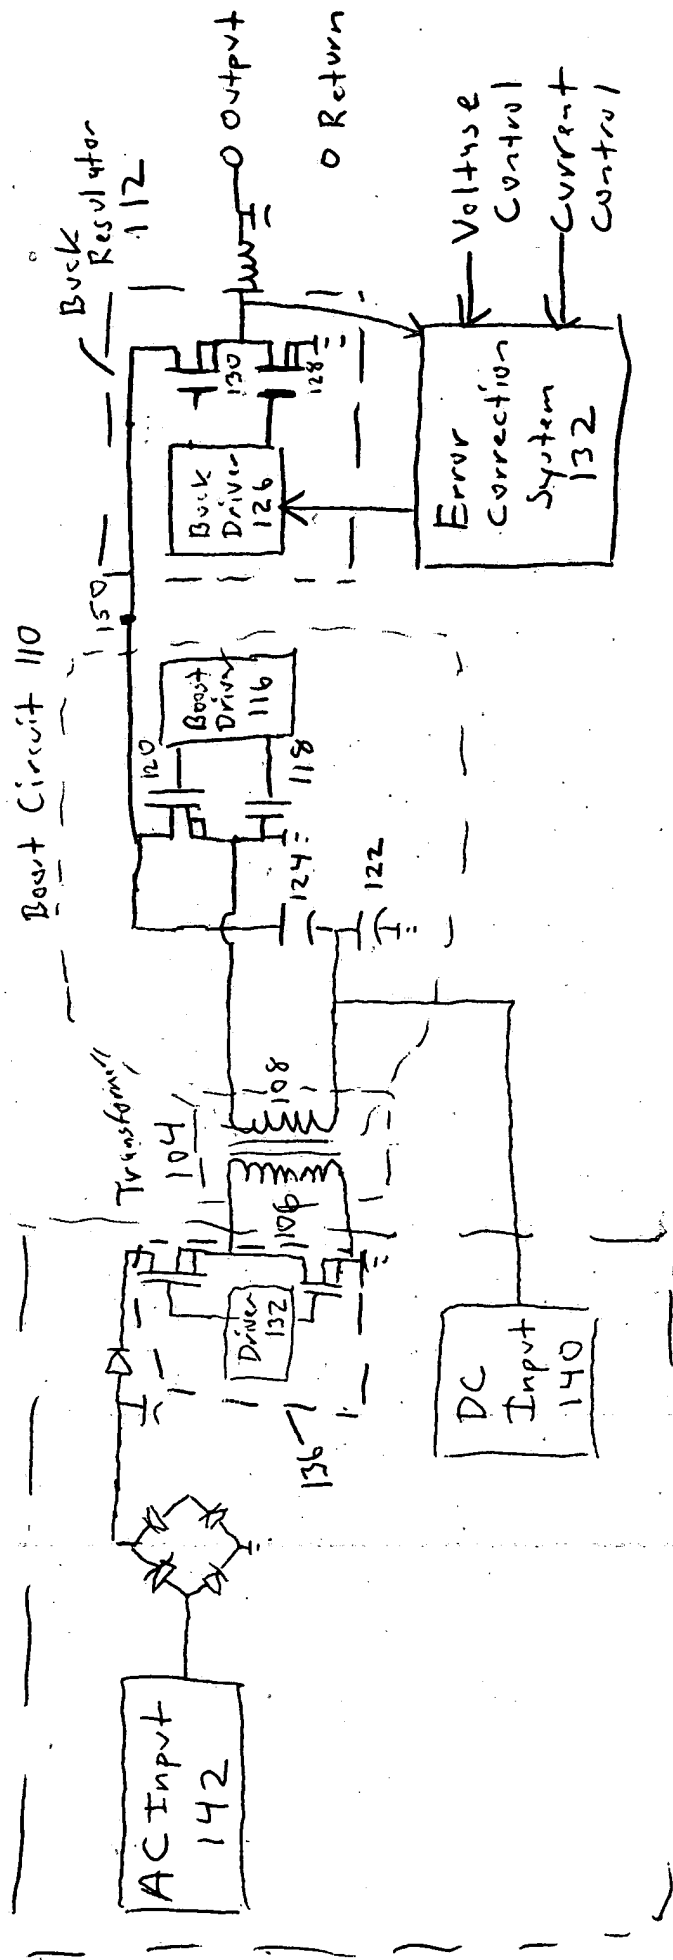 AC Input
142
136
Driver
132
106
Transformer
104
108
DC
Input
140
Boost Circuit 110
124
122
120
118
Boost
Driver
116
150
Buck
Regulator
112
Buck
Driver
126
130
128
Output
Return
Error
Correction
System
132
Voltage
Control
Current
Control